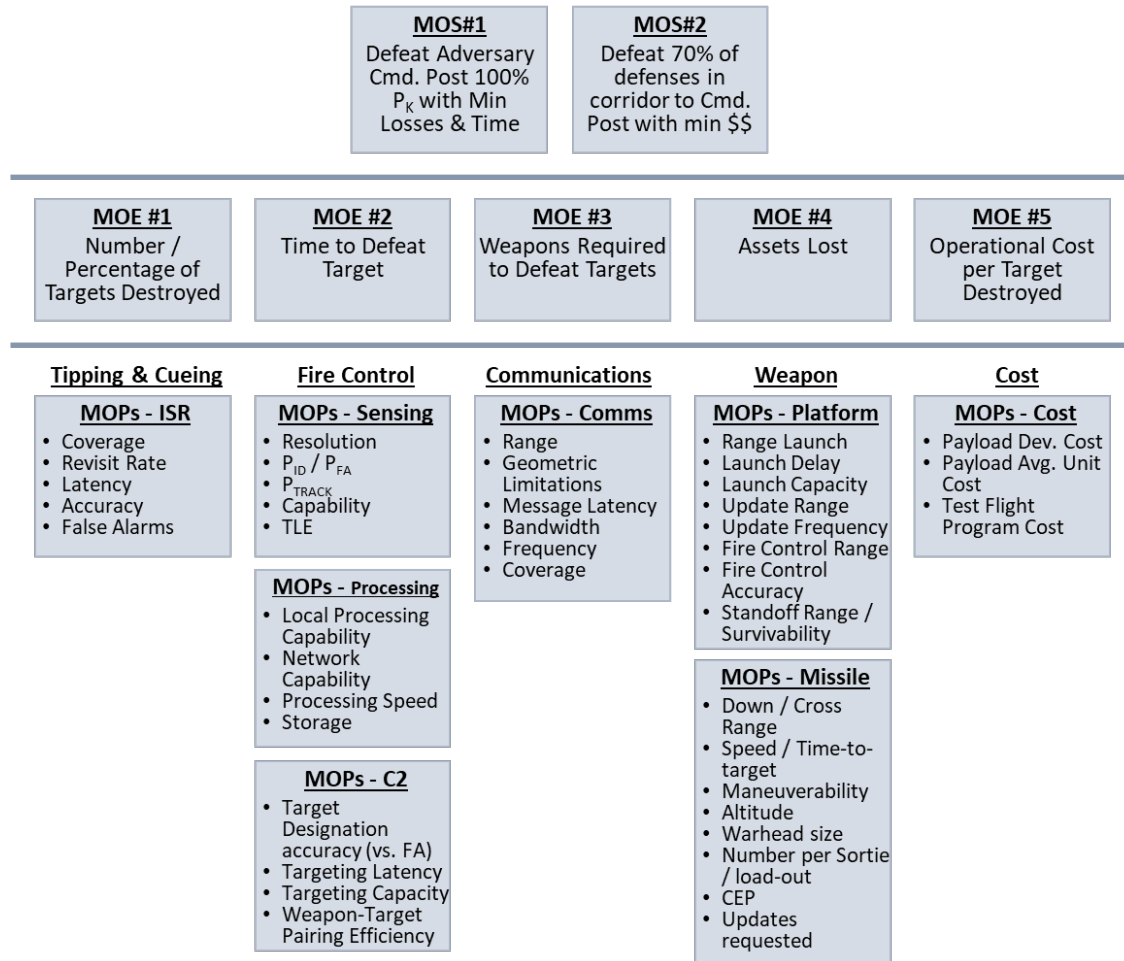 MOS#1
Defeat Adversary
Cmd. Post 100%
PK with Min
Losses & Time
MOS#2
Defeat 70% of
defenses in
corridor to Cmd.
Post with min $$
MOE #1
Number /
Percentage of
Targets Destroyed
MOE #2
Time to Defeat
Target
MOE #3
Weapons Required
to Defeat Targets
MOE #4
Assets Lost
MOE #5
Operational Cost
per Target
Destroyed
Tipping & Cueing
MOPs - ISR
• Coverage
• Revisit Rate
• Latency
• Accuracy
• False Alarms
Fire Control
MOPs - Sensing
• Resolution
• PID / PFA
• PTRACK
• Capability
• TLE
MOPs - Processing
• Local Processing
Capability
• Network
Capability
• Processing Speed
• Storage
MOPs - C2
• Target
Designation
accuracy (vs. FA)
• Targeting Latency
• Targeting Capacity
• Weapon-Target
Pairing Efficiency
Communications
MOPs - Comms
• Range
• Geometric
Limitations
• Message Latency
• Bandwidth
• Frequency
• Coverage
Weapon
MOPs - Platform
• Range Launch
• Launch Delay
• Launch Capacity
• Update Range
• Update Frequency
• Fire Control Range
• Fire Control
Accuracy
• Standoff Range /
Survivability
MOPs - Missile
• Down / Cross
Range
• Speed / Time-to-
target
• Maneuverability
• Altitude
• Warhead size
• Number per Sortie
/ load-out
• CEP
• Updates
requested
Cost
MOPs - Cost
• Payload Dev. Cost
• Payload Avg. Unit
Cost
• Test Flight
Program Cost